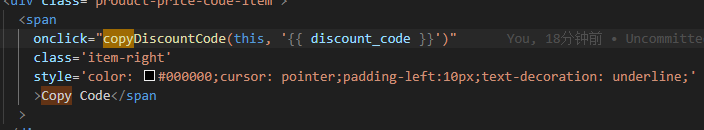 <div class="product-price-code-item">
<span
onclick="copyDiscountCode(this, '{{ discount_code }}')" You, 18分钟前 • Uncommitte
class='item-right'
style='color: #000000;cursor: pointer;padding-left:10px;text-decoration: underline;'
>Copy Code</span
>